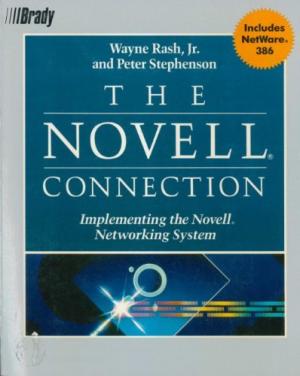 Brady
Includes
NetWare®
386
Wayne Rash, Jr.
and Peter Stephenson
THE
NOVELL®
CONNECTION
Implementing the Novell®
Networking System